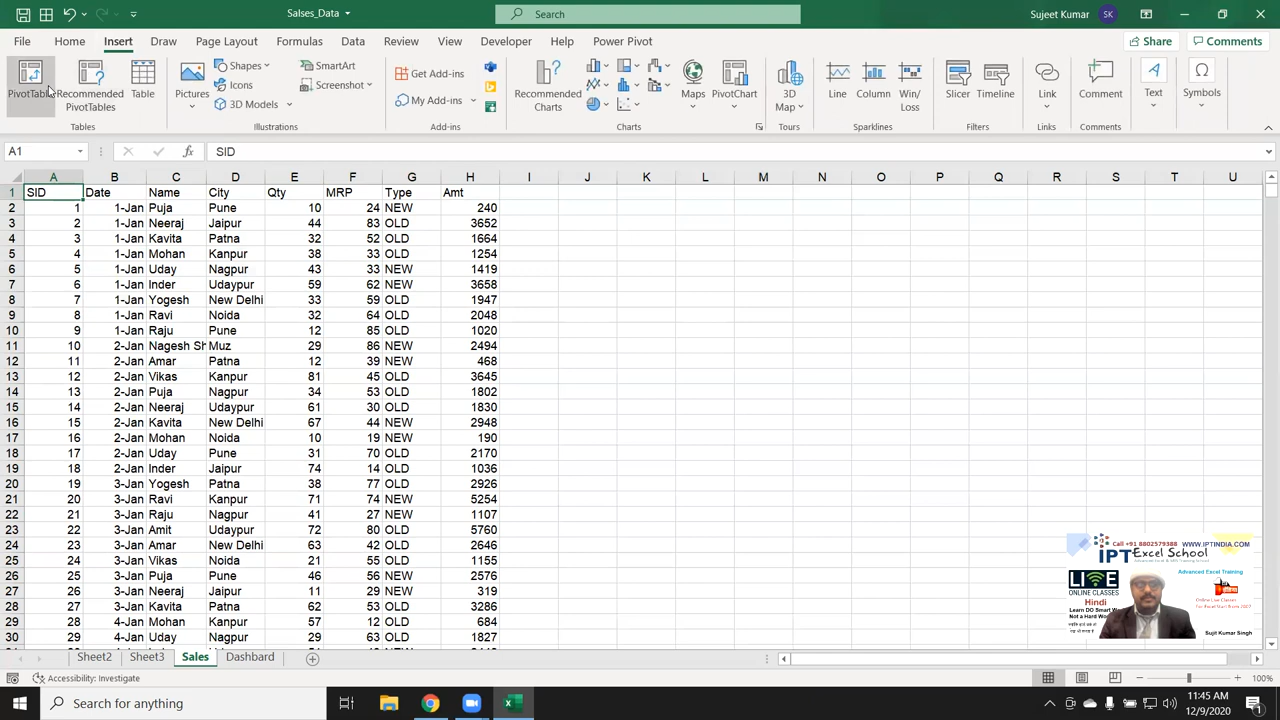 Salses_Data
Search
Sujeet Kumar SK
File Home Insert Draw Page Layout Formulas Data Review View Developer Help Power Pivot Share Comments
PivotTable Recommended PivotTables Table Pictures Shapes Icons 3D Models SmartArt Screenshot Get Add-ins My Add-ins Recommended Charts Maps PivotChart 3D Map Line Column Win/Loss Slicer Timeline Link Comment Text Symbols
Tables Illustrations Add-ins Charts Tours Sparklines Filters Links Comments
A1 fx SID
A B C D E F G H I J K L M N O P Q R S T U
1 SID Date Name City Qty MRP Type Amt
2 1 1-Jan Puja Pune 10 24 NEW 240
3 2 1-Jan Neeraj Jaipur 44 83 OLD 3652
4 3 1-Jan Kavita Patna 32 52 OLD 1664
5 4 1-Jan Mohan Kanpur 38 33 OLD 1254
6 5 1-Jan Uday Nagpur 43 33 NEW 1419
7 6 1-Jan Inder Udaypur 59 62 NEW 3658
8 7 1-Jan Yogesh New Delhi 33 59 OLD 1947
9 8 1-Jan Ravi Noida 32 64 OLD 2048
10 9 1-Jan Raju Pune 12 85 OLD 1020
11 10 2-Jan Nagesh Sh Muz 29 86 NEW 2494
12 11 2-Jan Amar Patna 12 39 NEW 468
13 12 2-Jan Vikas Kanpur 81 45 OLD 3645
14 13 2-Jan Puja Nagpur 34 53 OLD 1802
15 14 2-Jan Neeraj Udaypur 61 30 OLD 1830
16 15 2-Jan Kavita New Delhi 67 44 NEW 2948
17 16 2-Jan Mohan Noida 10 19 NEW 190
18 17 2-Jan Uday Pune 31 70 OLD 2170
19 18 2-Jan Inder Jaipur 74 14 OLD 1036
20 19 3-Jan Yogesh Patna 38 77 NEW 2926
21 20 3-Jan Ravi Kanpur 71 74 NEW 5254
22 21 3-Jan Raju Nagpur 41 27 NEW 1107
23 22 3-Jan Amit Udaypur 72 80 OLD 5760
24 23 3-Jan Amar New Delhi 63 42 OLD 2646
25 24 3-Jan Vikas Noida 21 55 OLD 1155
26 25 3-Jan Puja Pune 46 56 NEW 2576
27 26 3-Jan Neeraj Jaipur 11 29 NEW 319
28 27 3-Jan Kavita Patna 62 53 OLD 3286
29 28 4-Jan Mohan Kanpur 57 12 OLD 684
30 29 4-Jan Uday Nagpur 29 63 OLD 1827
Call +91 8802579388 WWW.IPTINDIA.COM
IPT Excel School
LIVE
ONLINE CLASSES
Hindi
Learn DO Smart Wo
Not a Hard Wo
Advanced Excel Training
Sujit Kumar Singh
Sheet2 Sheet3 Sales Dashbard
Accessibility: Investigate 100%
Search for anything
11:45 AM
12/9/2020